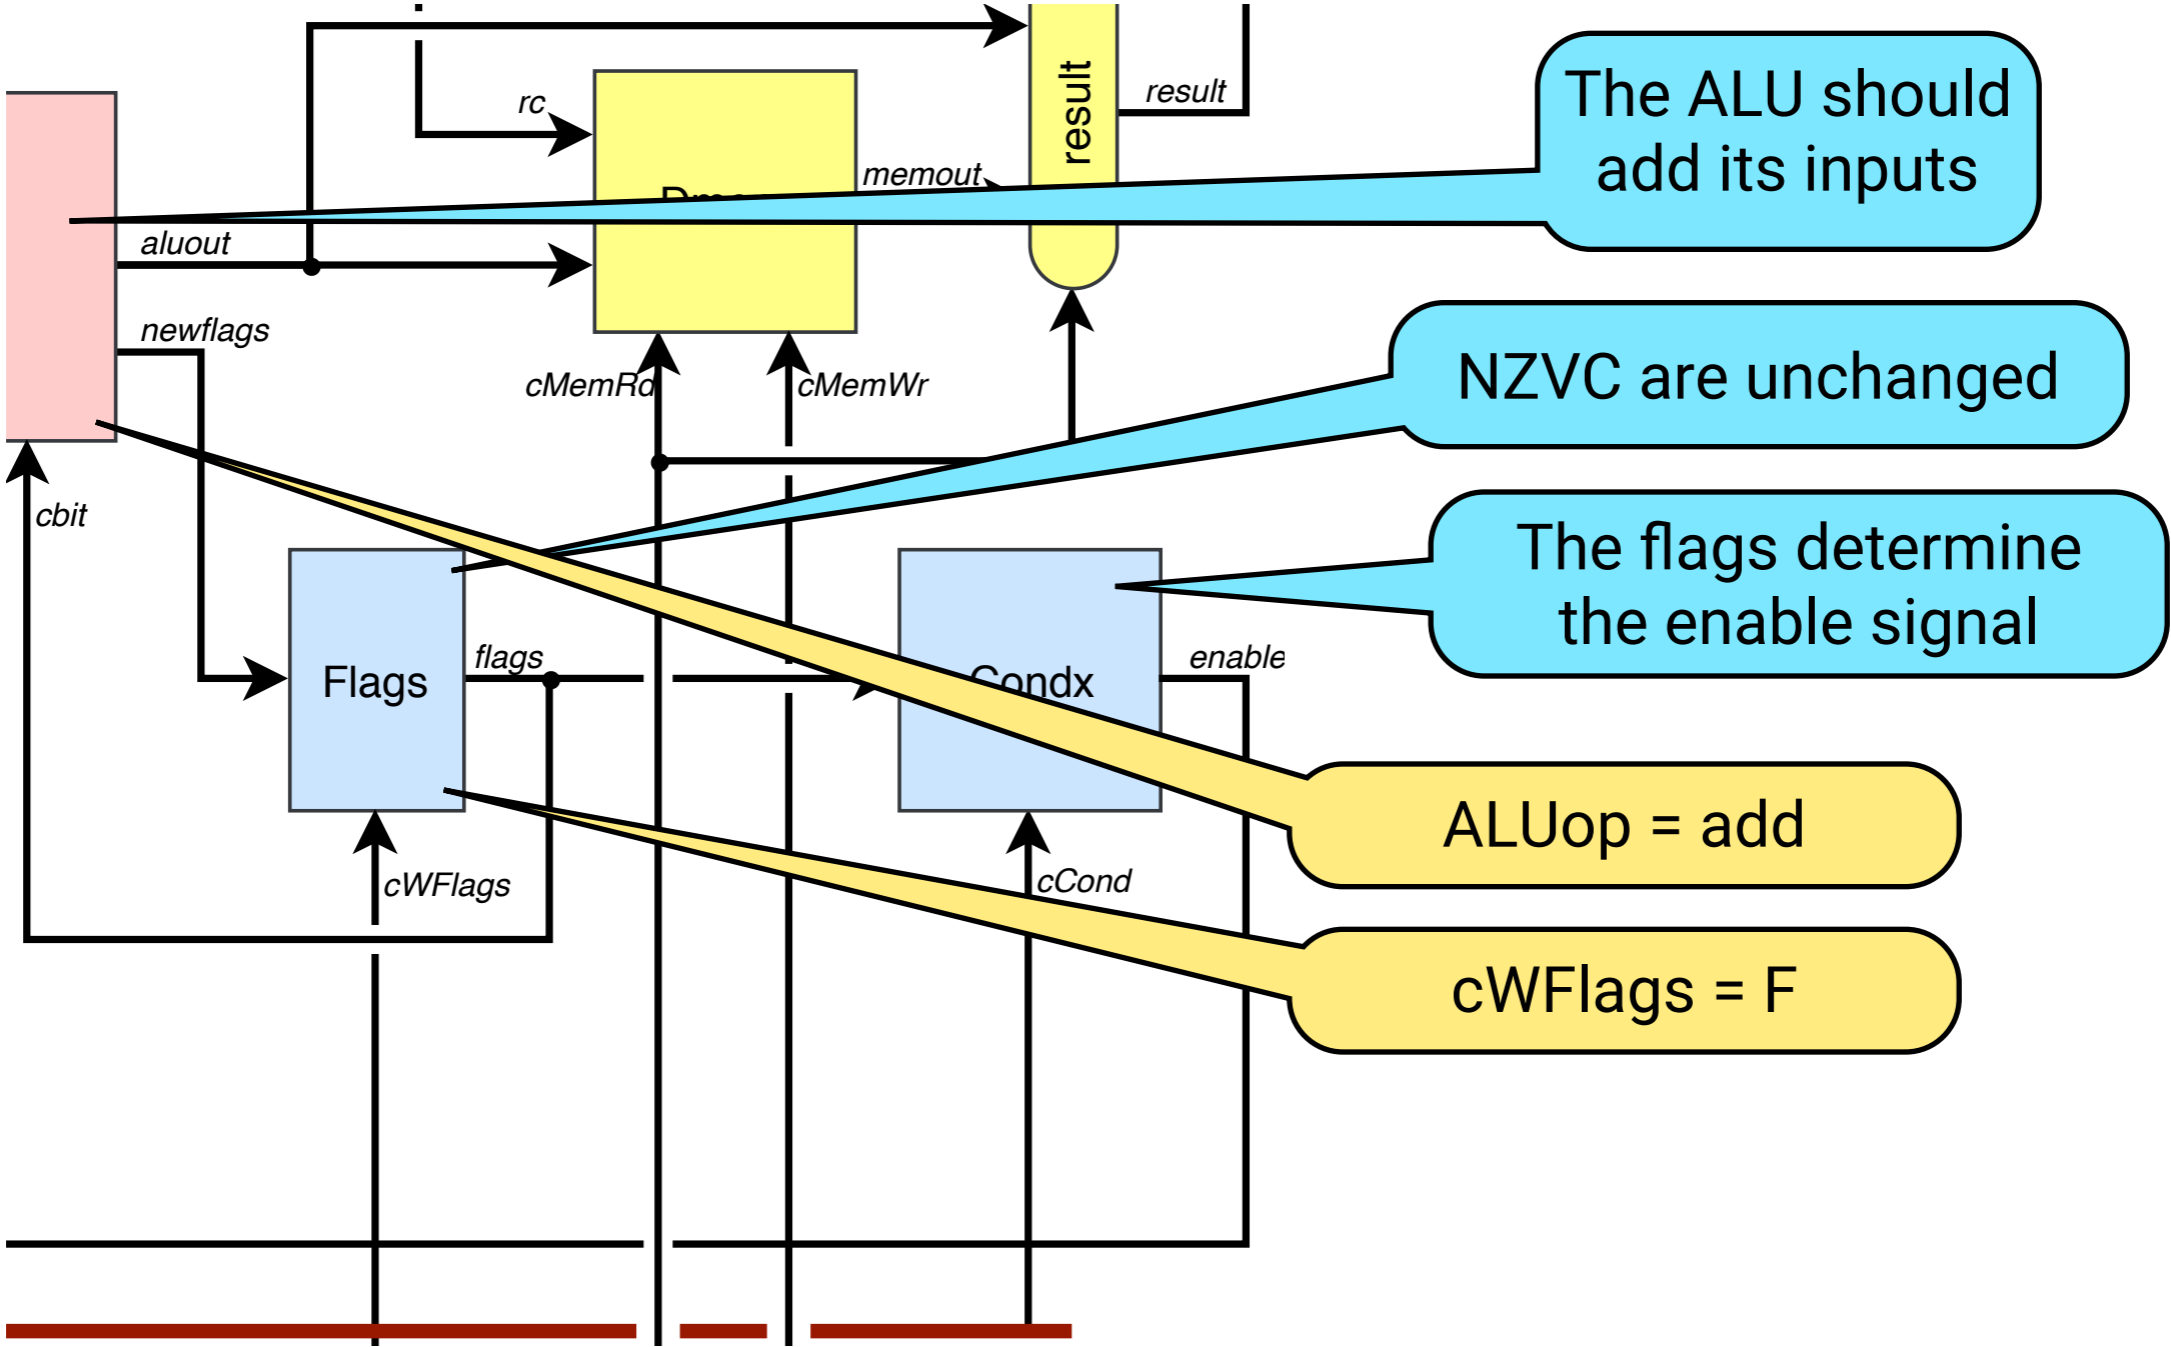 result
rc
result
memout
aluout
newflags
cMemRd
cMemWr
cbit
Flags
flags
Condx
enable
cWFlags
cCond
The ALU should
add its inputs
NZVC are unchanged
The flags determine
the enable signal
ALUop = add
cWFlags = F